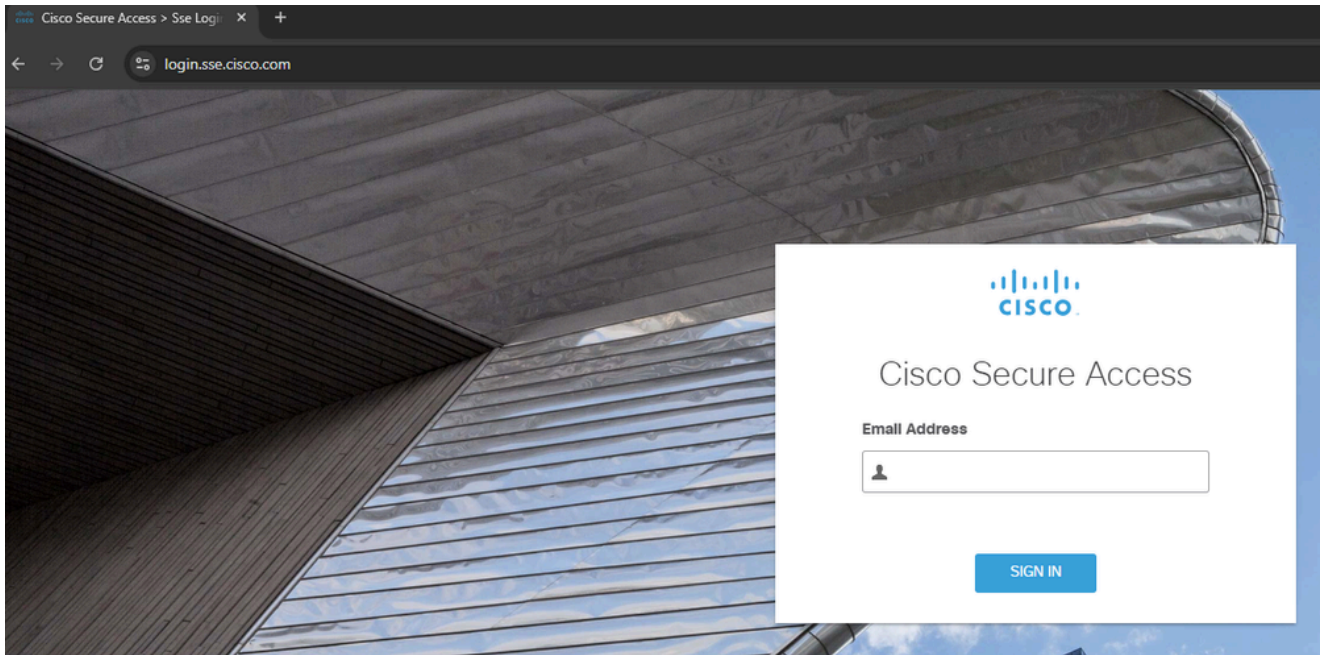 Cisco Secure Access > Sse Logi
login.sse.cisco.com
CISCO
Cisco Secure Access
Email Address
SIGN IN